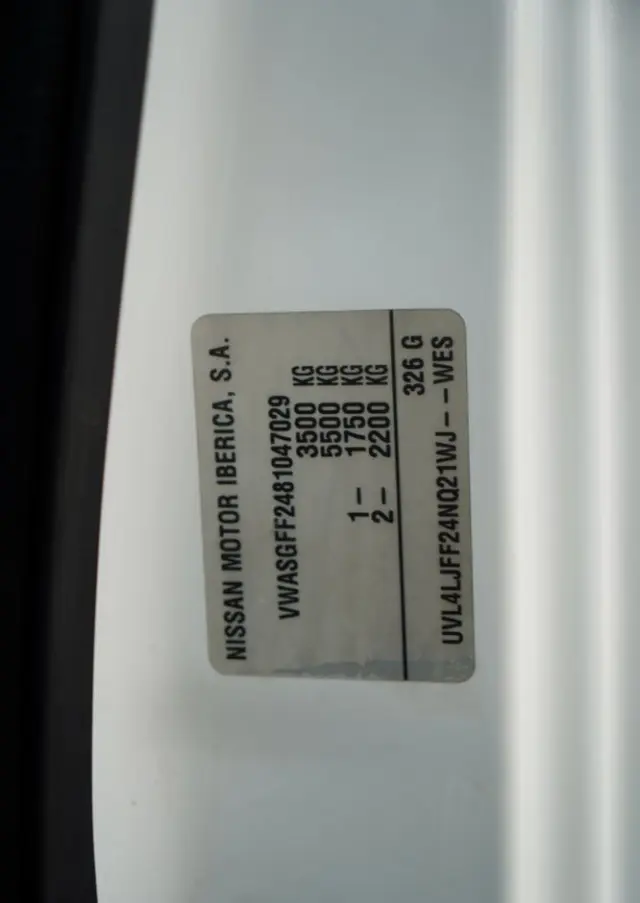 NISSAN MOTOR IBERICA, S.A.
VWASGFF2481047029
3500 KG
5500 KG
1- 1750 KG
2- 2200 KG
326 G
UVL4LJFF24NQ21WJ--WES